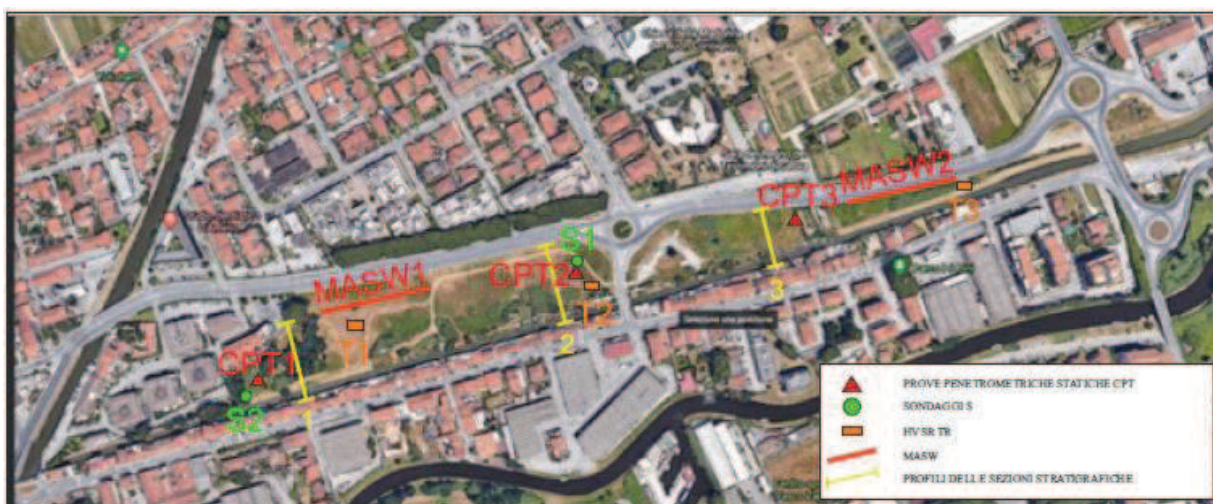 S1
CPT3 MASW2
T3
CPT2
MASW1
T2
3
T1
2
CPT1
S2
1
PROVE PENETROMETRICHE STATICHE CPT
SONDAGGI S
HVSR TR
MASW
PROFILI DELLE SEZIONI STRATIGRAFICHE